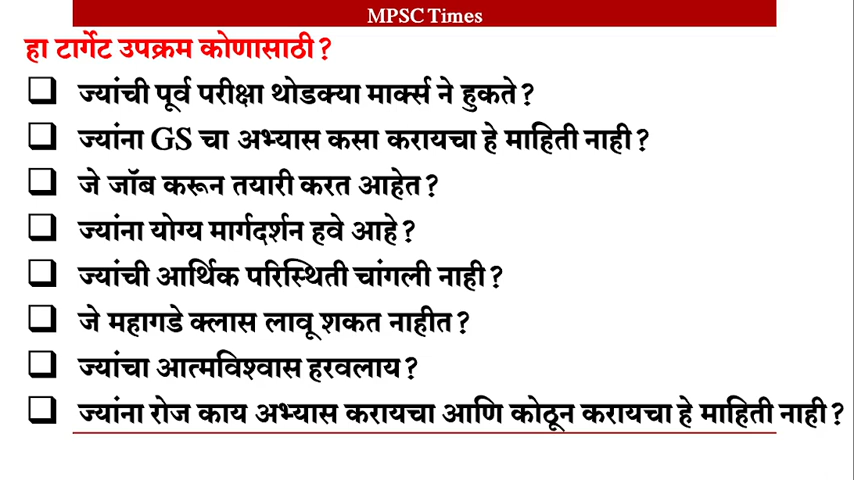 MPSC Times
हा टार्गेट उपक्रम कोणासाठी?
ज्यांची पूर्व परीक्षा थोडक्या मार्क्स ने हुकते?
ज्यांना GS चा अभ्यास कसा करायचा हे माहिती नाही?
जे जॉब करून तयारी करत आहेत?
ज्यांना योग्य मार्गदर्शन हवे आहे?
ज्यांची आर्थिक परिस्थिती चांगली नाही?
जे महागडे क्लास लावू शकत नाहीत?
ज्यांचा आत्मविश्वास हरवलाय?
ज्यांना रोज काय अभ्यास करायचा आणि कोठून करायचा हे माहिती नाही?